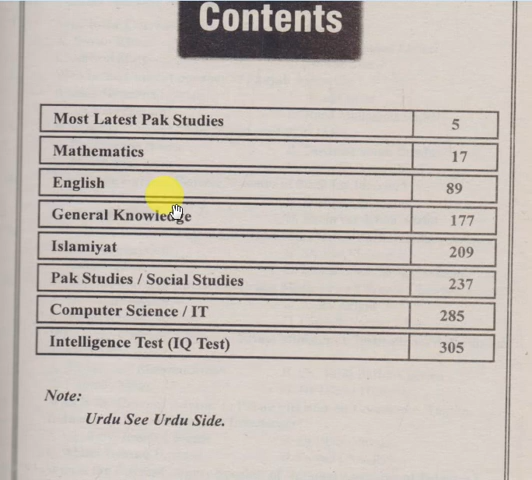 Contents
Most Latest Pak Studies 5
Mathematics 17
English 89
General Knowledge 177
Islamiyat 209
Pak Studies / Social Studies 237
Computer Science / IT 285
Intelligence Test (IQ Test) 305
Note:
Urdu See Urdu Side.